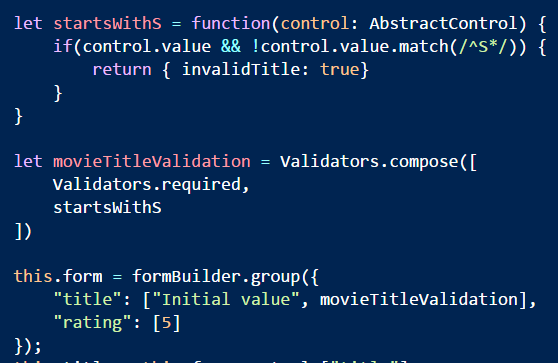 let startsWithS = function(control: AbstractControl) {
    if(control.value && !control.value.match(/^S*/)) {
        return { invalidTitle: true}
    }
}

let movieTitleValidation = Validators.compose([
    Validators.required,
    startsWithS
])

this.form = formBuilder.group({
    "title": ["Initial value", movieTitleValidation],
    "rating": [5]
});